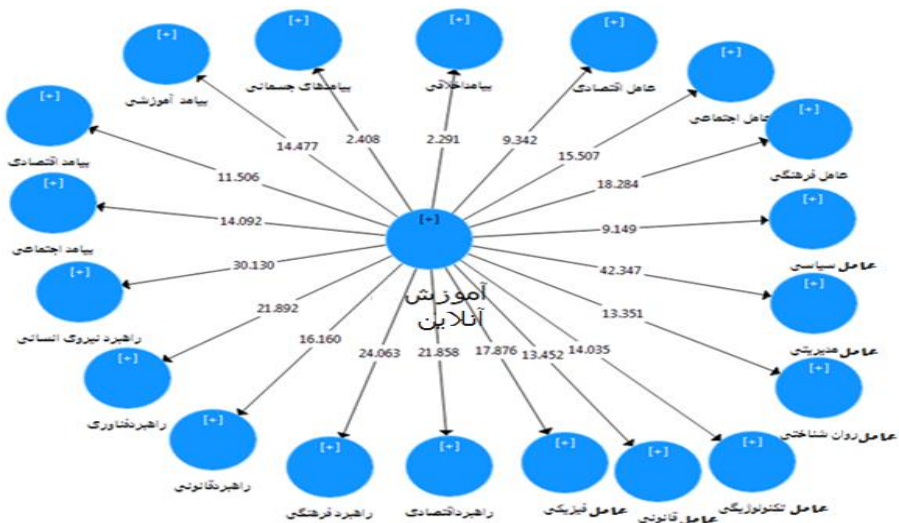 [+]
[+]
[+]
[+]
[+]
پیامد آموزشی
پیامدهای جسمانی
پیامداخلاقی
عامل اقتصادی
عامل اجتماعی
[+]
[+]
پیامد اقتصادی
عامل فرهنگی
14.477
2.408
2.291
9.342
15.507
11.506
18.284
[+]
[+]
[+]
پیامد اجتماعی
عامل سیاسی
14.092
9.149
[+]
[+]
راهبرد نیروی انسانی
عامل مدیریتی
30.130
42.347
آموزش
آنلاین
21.892
13.351
[+]
[+]
راهبردفناوری
عامل روان شناختی
16.160
24.063
21.858
17.876
13.452
14.035
[+]
[+]
[+]
[+]
[+]
[+]
راهبردقانونی
راهبرد فرهنگی
راهبرداقتصادی
عامل فیزیکی
عامل قانونی
عامل تکنونوژیگی